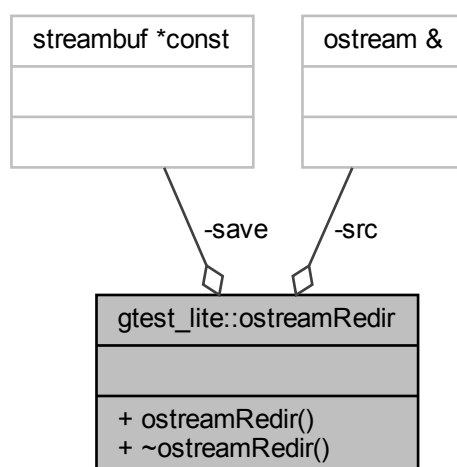 streambuf *const
ostream &
-save
-src
gtest_lite::ostreamRedir
+ ostreamRedir()
+ ~ostreamRedir()